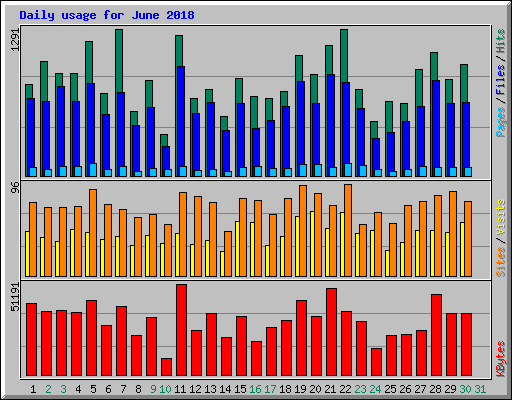 Daily usage for June 2018
1291
Pages / Files / Hits
96
Sites / Visits
51191
KBytes
1 2 3 4 5 6 7 8 9 10 11 12 13 14 15 16 17 18 19 20 21 22 23 24 25 26 27 28 29 30 31